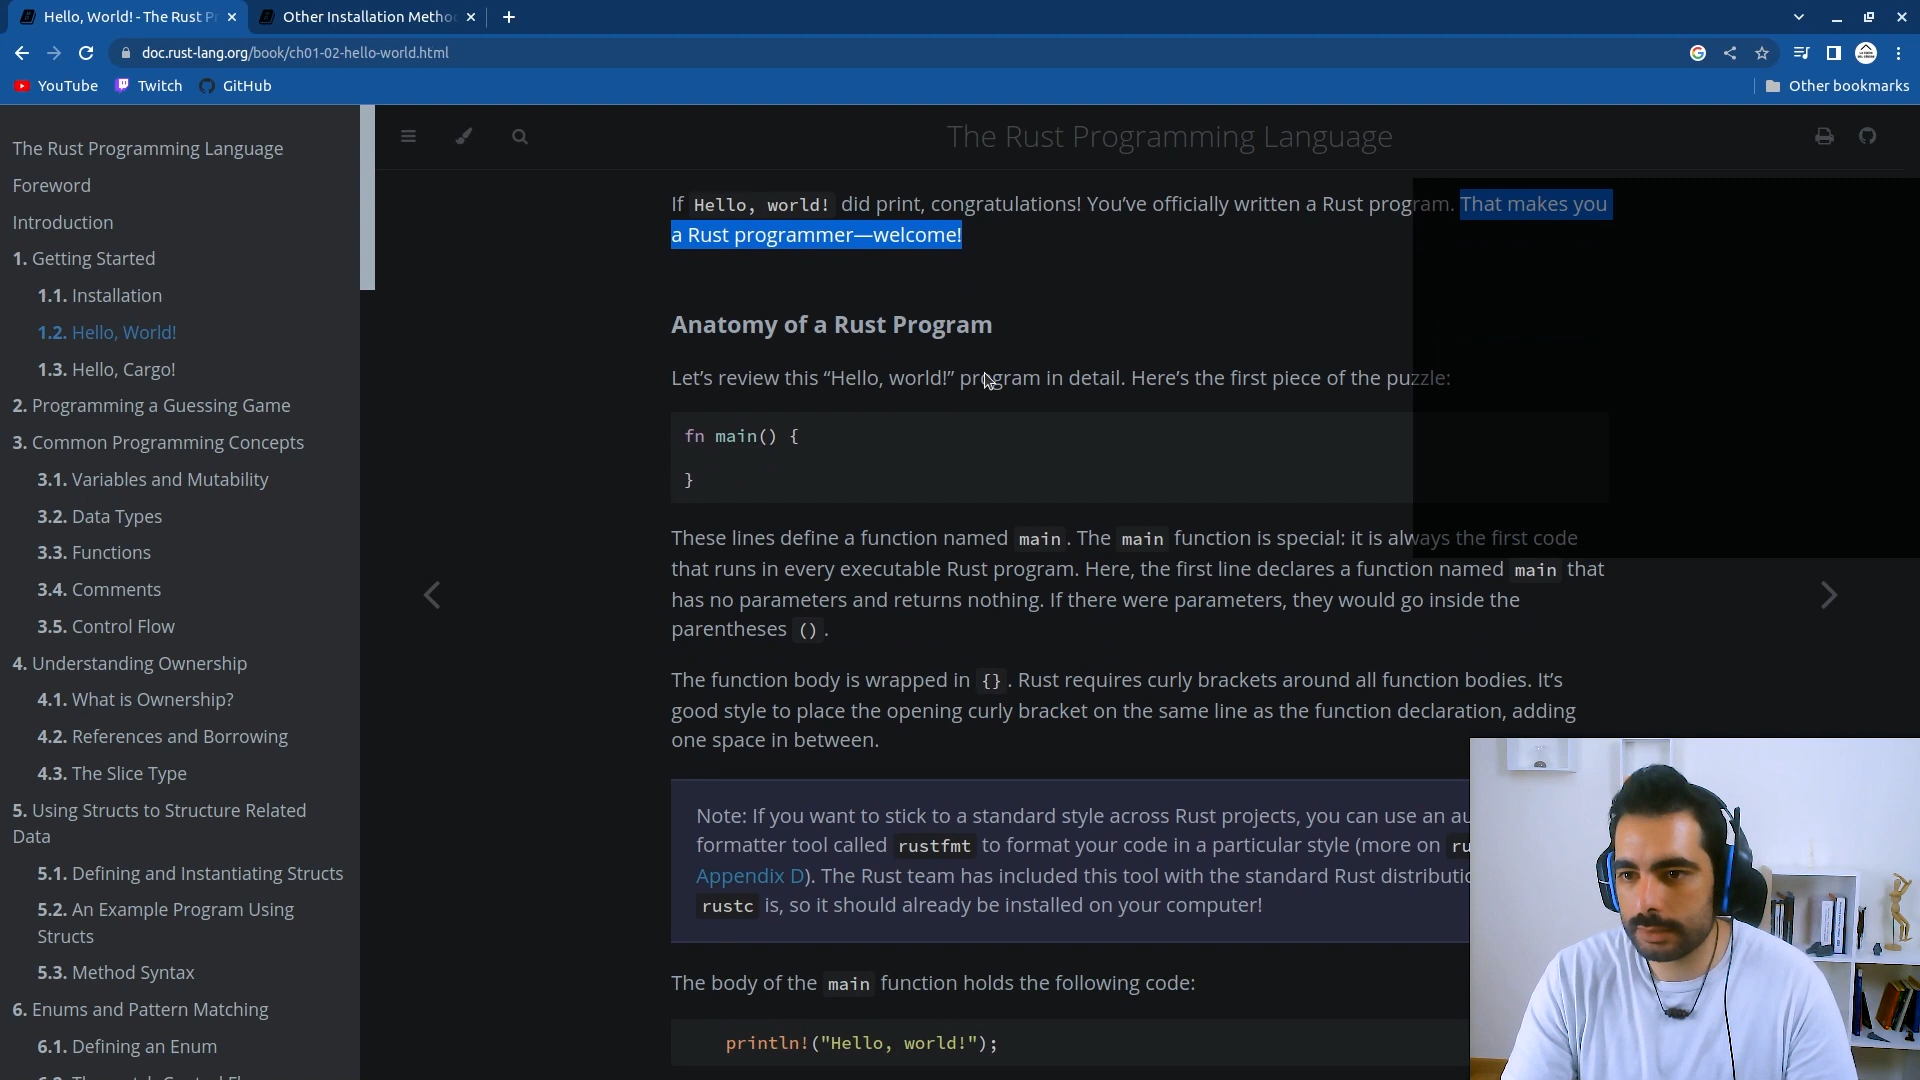 Hello, World! - The Rust Pr
Other Installation Metho
doc.rust-lang.org/book/ch01-02-hello-world.html
YouTube
Twitch
GitHub
Other bookmarks
The Rust Programming Language
Foreword
Introduction
1. Getting Started
1.1. Installation
1.2. Hello, World!
1.3. Hello, Cargo!
2. Programming a Guessing Game
3. Common Programming Concepts
3.1. Variables and Mutability
3.2. Data Types
3.3. Functions
3.4. Comments
3.5. Control Flow
4. Understanding Ownership
4.1. What is Ownership?
4.2. References and Borrowing
4.3. The Slice Type
5. Using Structs to Structure Related
Data
5.1. Defining and Instantiating Structs
5.2. An Example Program Using
Structs
5.3. Method Syntax
6. Enums and Pattern Matching
6.1. Defining an Enum
The Rust Programming Language
If Hello, world! did print, congratulations! You’ve officially written a Rust program. That makes you
a Rust programmer—welcome!
Anatomy of a Rust Program
Let’s review this “Hello, world!” program in detail. Here’s the first piece of the puzzle:
fn main() {
}
These lines define a function named main. The main function is special: it is always the first code
that runs in every executable Rust program. Here, the first line declares a function named main that
has no parameters and returns nothing. If there were parameters, they would go inside the
parentheses ().
The function body is wrapped in {}. Rust requires curly brackets around all function bodies. It’s
good style to place the opening curly bracket on the same line as the function declaration, adding
one space in between.
Note: If you want to stick to a standard style across Rust projects, you can use an au
formatter tool called rustfmt to format your code in a particular style (more on ru
Appendix D). The Rust team has included this tool with the standard Rust distributio
rustc is, so it should already be installed on your computer!
The body of the main function holds the following code:
println!("Hello, world!");